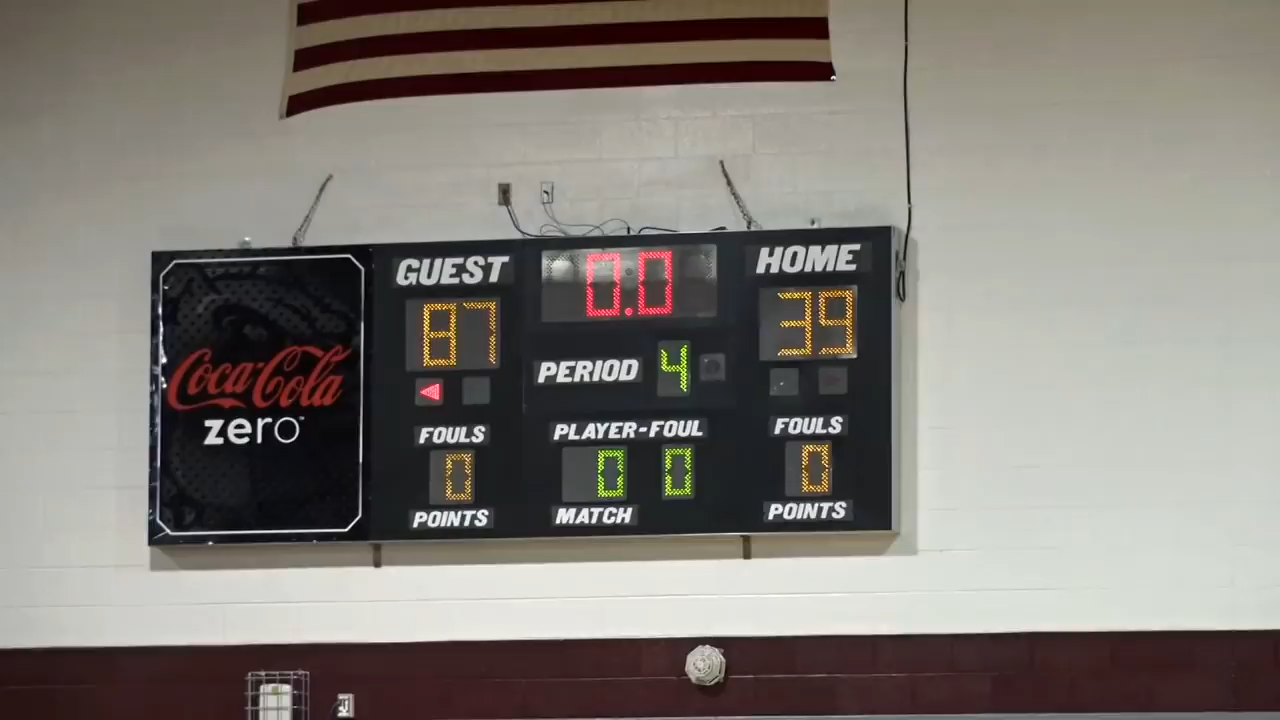 GUEST
0.0
HOME
87
39
PERIOD 4
Coca-Cola
zero™
FOULS
PLAYER-FOUL
FOULS
0
0 0
0
POINTS
MATCH
POINTS